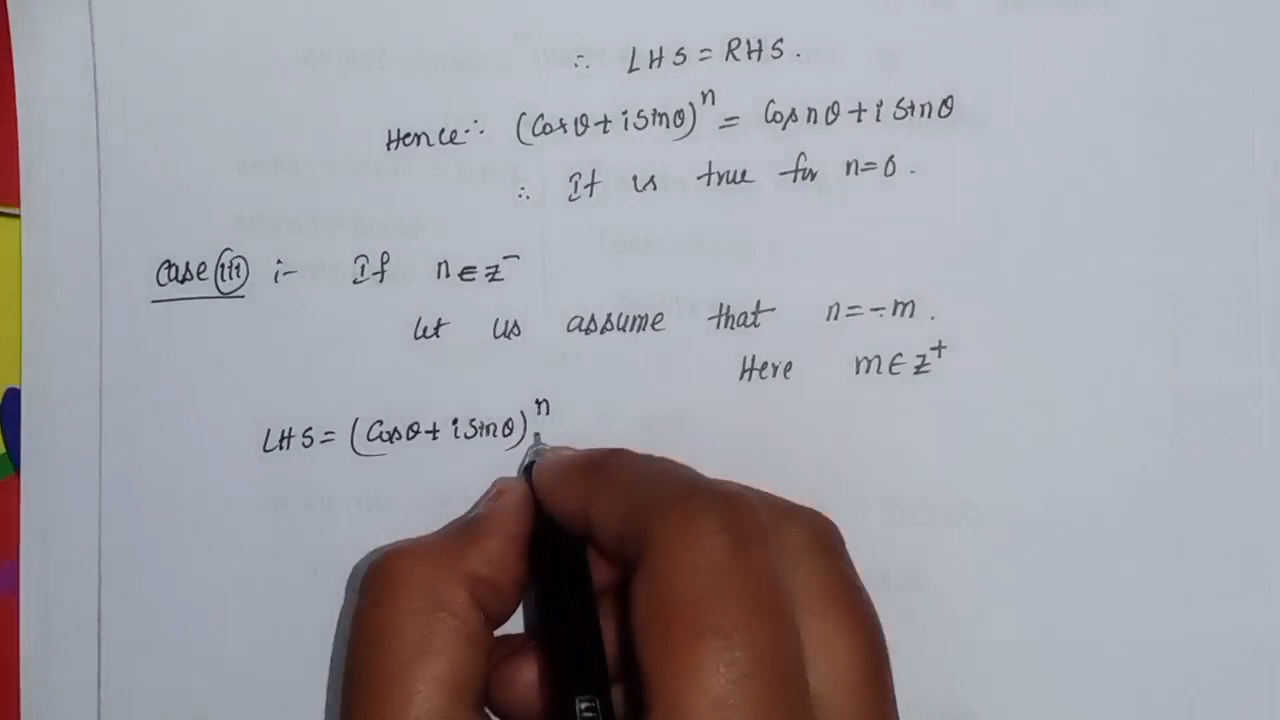 ∴ LHS = RHS.
Hence ∴ (Cosθ + i Sinθ)^n = Cos nθ + i Sin nθ
∴ It is true for n=0.
Case (iii) :- If n ∈ z⁻
let us assume that n = -m.
Here m ∈ z⁺
LHS = (Cosθ + i Sinθ)^n